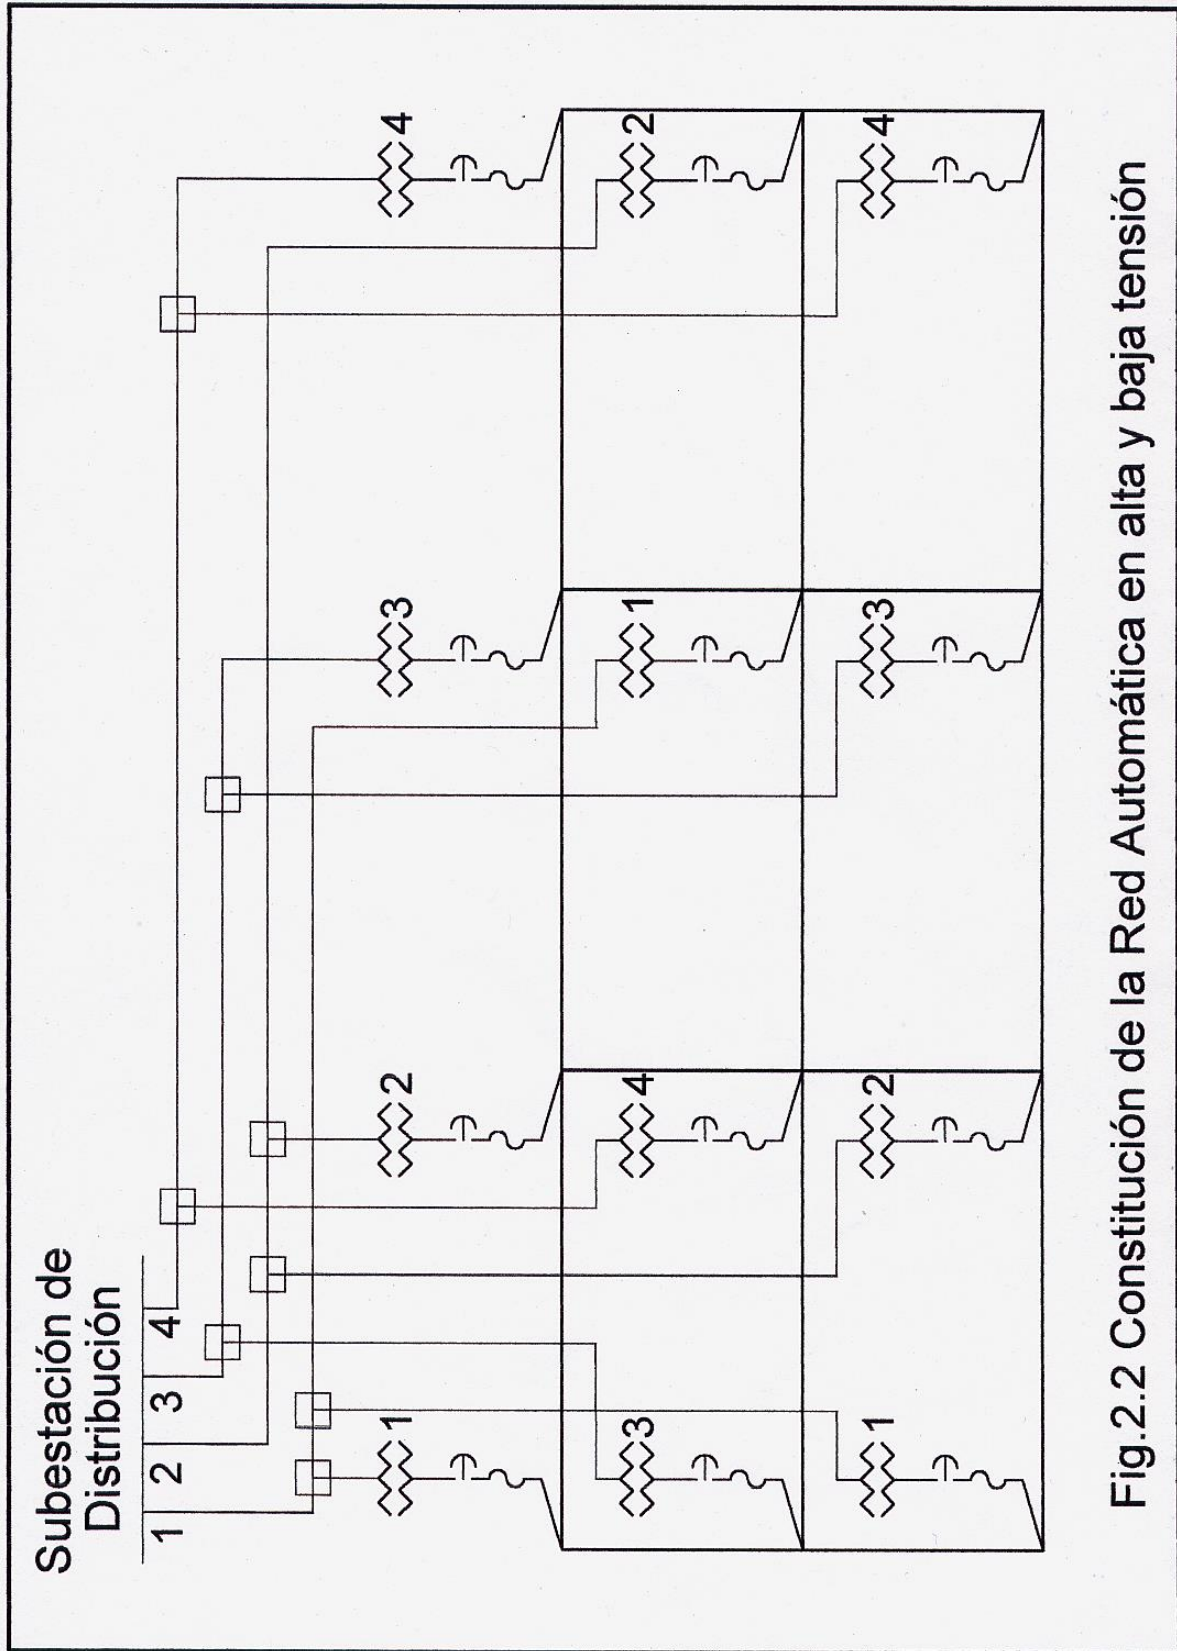 Subestación de
Distribución
1 2 3 4
1 2 3 4
3 4 1 2
1 2 3 4
Fig.2.2 Constitución de la Red Automática en alta y baja tensión